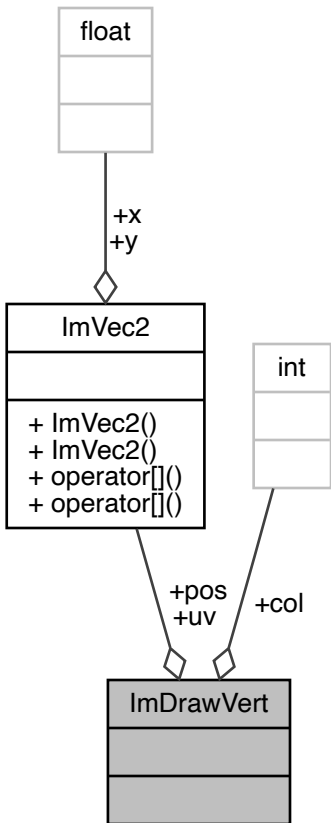 float
+x
+y
ImVec2
+ ImVec2()
+ ImVec2()
+ operator[]()
+ operator[]()
int
+pos
+uv
+col
ImDrawVert